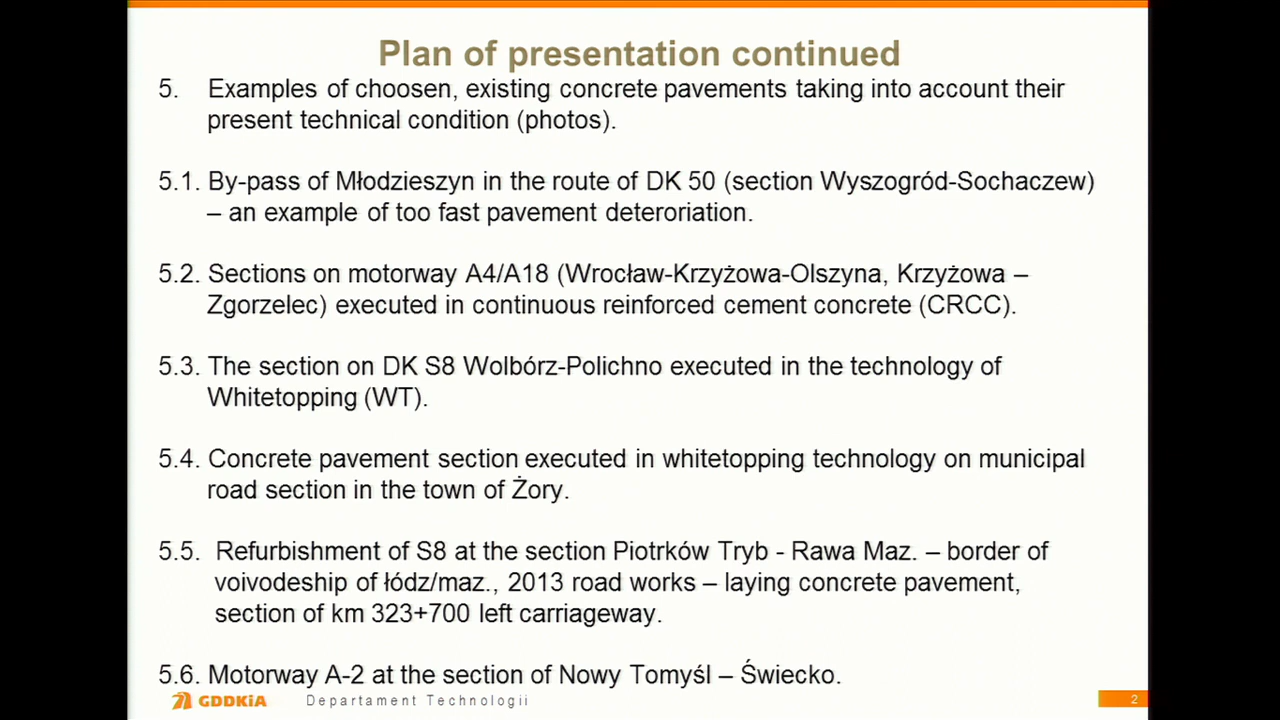 Plan of presentation continued
5. Examples of choosen, existing concrete pavements taking into account their
present technical condition (photos).
5.1. By-pass of Młodzieszyn in the route of DK 50 (section Wyszogród-Sochaczew)
– an example of too fast pavement deteroriation.
5.2. Sections on motorway A4/A18 (Wrocław-Krzyżowa-Olszyna, Krzyżowa –
Zgorzelec) executed in continuous reinforced cement concrete (CRCC).
5.3. The section on DK S8 Wolbórz-Polichno executed in the technology of
Whitetopping (WT).
5.4. Concrete pavement section executed in whitetopping technology on municipal
road section in the town of Żory.
5.5. Refurbishment of S8 at the section Piotrków Tryb - Rawa Maz. – border of
voivodeship of łódz/maz., 2013 road works – laying concrete pavement,
section of km 323+700 left carriageway.
5.6. Motorway A-2 at the section of Nowy Tomyśl – Świecko.
GDDKiA Departament Technologii 2